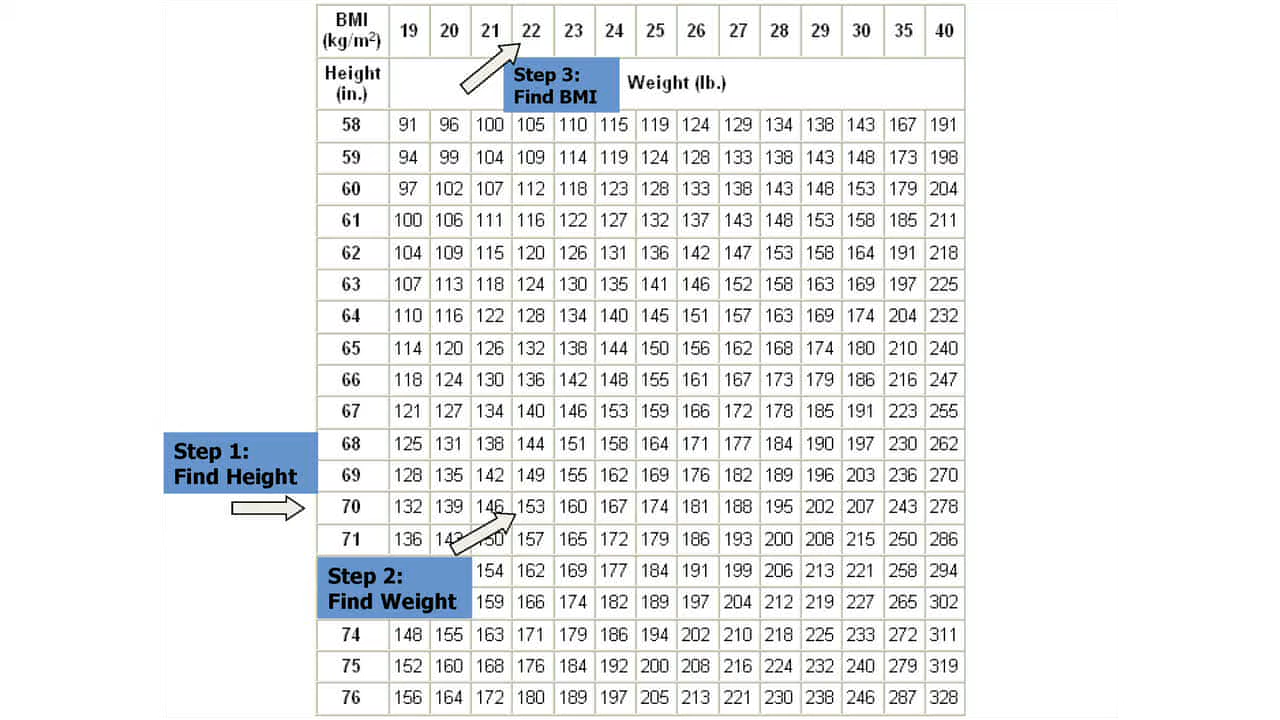 BMI
(kg/m²) 19 20 21 22 23 24 25 26 27 28 29 30 35 40
Height
(in.)
Step 3:
Find BMI
Weight (lb.)
58 91 96 100 105 110 115 119 124 129 134 138 143 167 191
59 94 99 104 109 114 119 124 128 133 138 143 148 173 198
60 97 102 107 112 118 123 128 133 138 143 148 153 179 204
61 100 106 111 116 122 127 132 137 143 148 153 158 185 211
62 104 109 115 120 126 131 136 142 147 153 158 164 191 218
63 107 113 118 124 130 135 141 146 152 158 163 169 197 225
64 110 116 122 128 134 140 145 151 157 163 169 174 204 232
65 114 120 126 132 138 144 150 156 162 168 174 180 210 240
66 118 124 130 136 142 148 155 161 167 173 179 186 216 247
67 121 127 134 140 146 153 159 166 172 178 185 191 223 255
68 125 131 138 144 151 158 164 171 177 184 190 197 230 262
Step 1:
Find Height
69 128 135 142 149 155 162 169 176 182 189 196 203 236 270
70 132 139 146 153 160 167 174 181 188 195 202 207 243 278
71 136 157 165 172 179 186 193 200 208 215 250 286
Step 2:
Find Weight
154 162 169 177 184 191 199 206 213 221 258 294
159 166 174 182 189 197 204 212 219 227 265 302
74 148 155 163 171 179 186 194 202 210 218 225 233 272 311
75 152 160 168 176 184 192 200 208 216 224 232 240 279 319
76 156 164 172 180 189 197 205 213 221 230 238 246 287 328